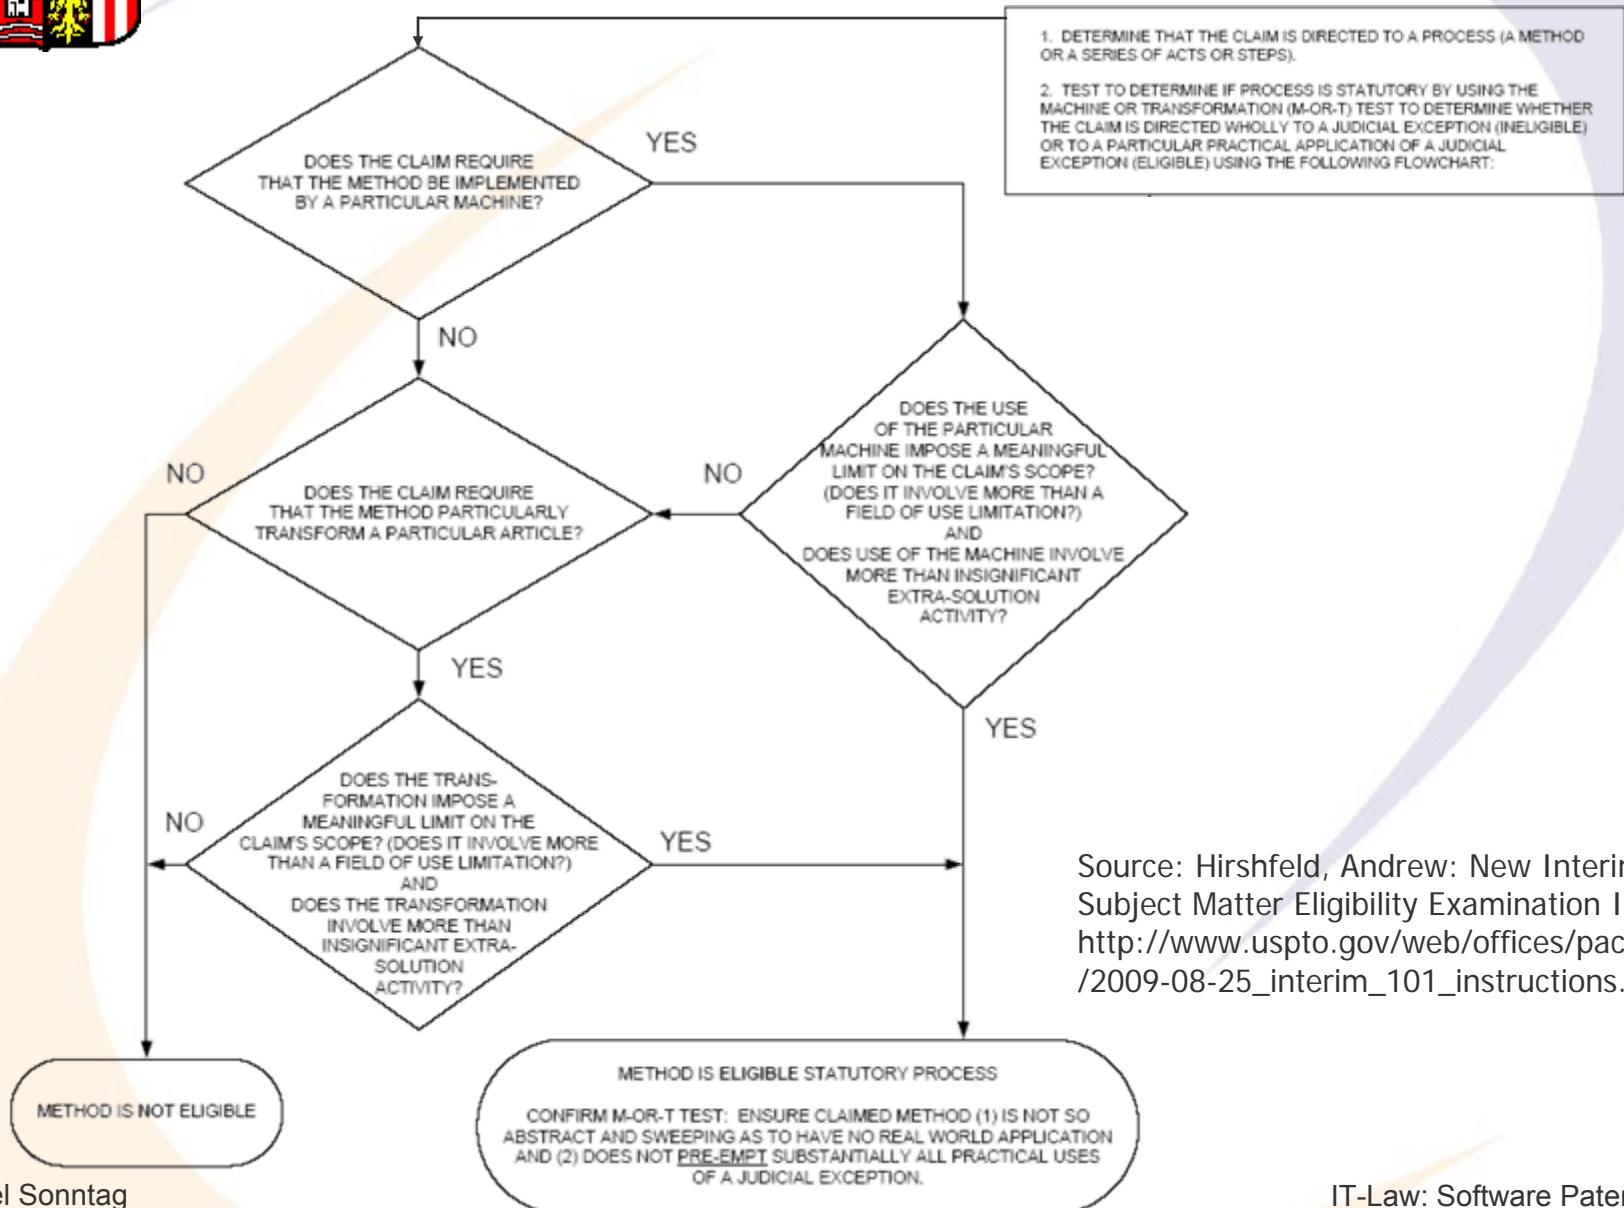 1. DETERMINE THAT THE CLAIM IS DIRECTED TO A PROCESS (A METHOD
OR A SERIES OF ACTS OR STEPS).
2. TEST TO DETERMINE IF PROCESS IS STATUTORY BY USING THE
MACHINE OR TRANSFORMATION (M-OR-T) TEST TO DETERMINE WHETHER
THE CLAIM IS DIRECTED WHOLLY TO A JUDICIAL EXCEPTION (INELIGIBLE)
OR TO A PARTICULAR PRACTICAL APPLICATION OF A JUDICIAL
EXCEPTION (ELIGIBLE) USING THE FOLLOWING FLOWCHART:
DOES THE CLAIM REQUIRE
THAT THE METHOD BE IMPLEMENTED
BY A PARTICULAR MACHINE?
YES
NO
DOES THE USE
OF THE PARTICULAR
MACHINE IMPOSE A MEANINGFUL
LIMIT ON THE CLAIM'S SCOPE?
(DOES IT INVOLVE MORE THAN A
FIELD OF USE LIMITATION?)
AND
DOES USE OF THE MACHINE INVOLVE
MORE THAN INSIGNIFICANT
EXTRA-SOLUTION
ACTIVITY?
NO
YES
DOES THE CLAIM REQUIRE
THAT THE METHOD PARTICULARLY
TRANSFORM A PARTICULAR ARTICLE?
NO
YES
DOES THE TRANS-
FORMATION IMPOSE A
MEANINGFUL LIMIT ON THE
CLAIM'S SCOPE? (DOES IT INVOLVE MORE
THAN A FIELD OF USE LIMITATION?)
AND
DOES THE TRANSFORMATION
INVOLVE MORE THAN
INSIGNIFICANT EXTRA-
SOLUTION
ACTIVITY?
NO
YES
Source: Hirshfeld, Andrew: New Interin
Subject Matter Eligibility Examination I
http://www.uspto.gov/web/offices/pac
/2009-08-25_interim_101_instructions.
METHOD IS NOT ELIGIBLE
METHOD IS ELIGIBLE STATUTORY PROCESS
CONFIRM M-OR-T TEST: ENSURE CLAIMED METHOD (1) IS NOT SO
ABSTRACT AND SWEEPING AS TO HAVE NO REAL WORLD APPLICATION
AND (2) DOES NOT PRE-EMPT SUBSTANTIALLY ALL PRACTICAL USES
OF A JUDICIAL EXCEPTION.
el Sonntag
IT-Law: Software Pater